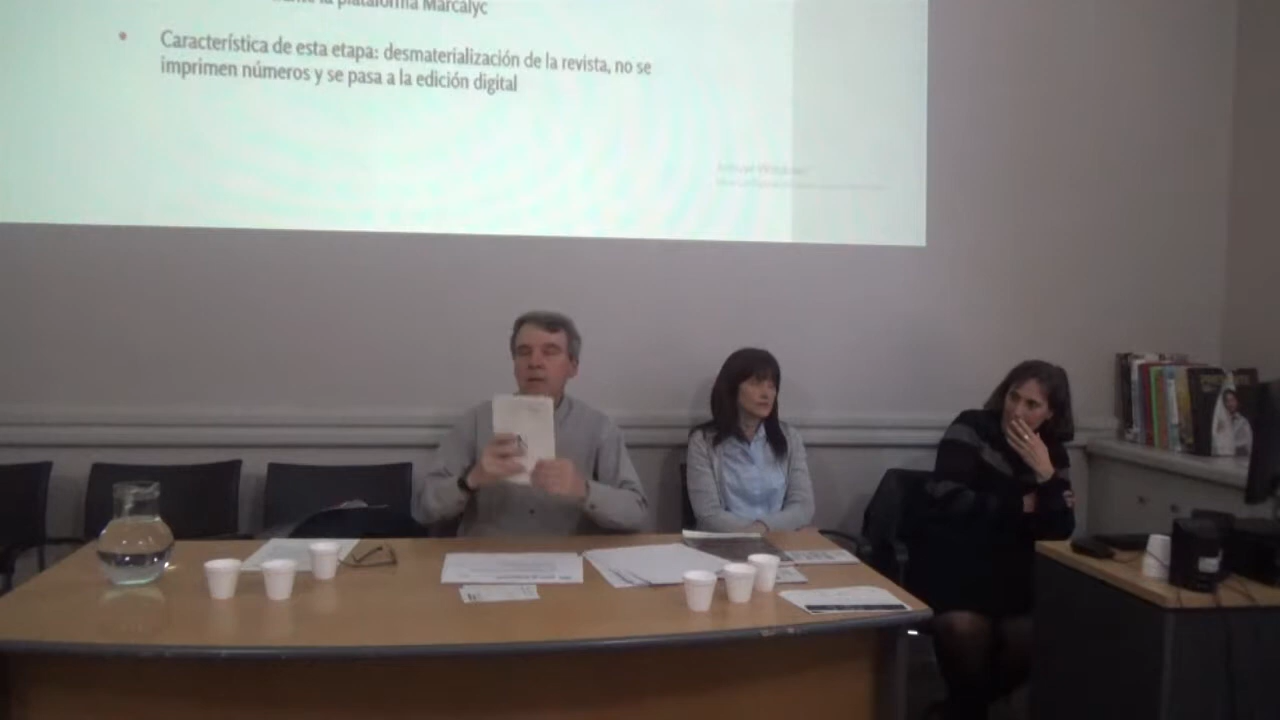 la plataforma Marcalyc
Característica de esta etapa: desmaterialización de la revista, no se
imprimen números y se pasa a la edición digital